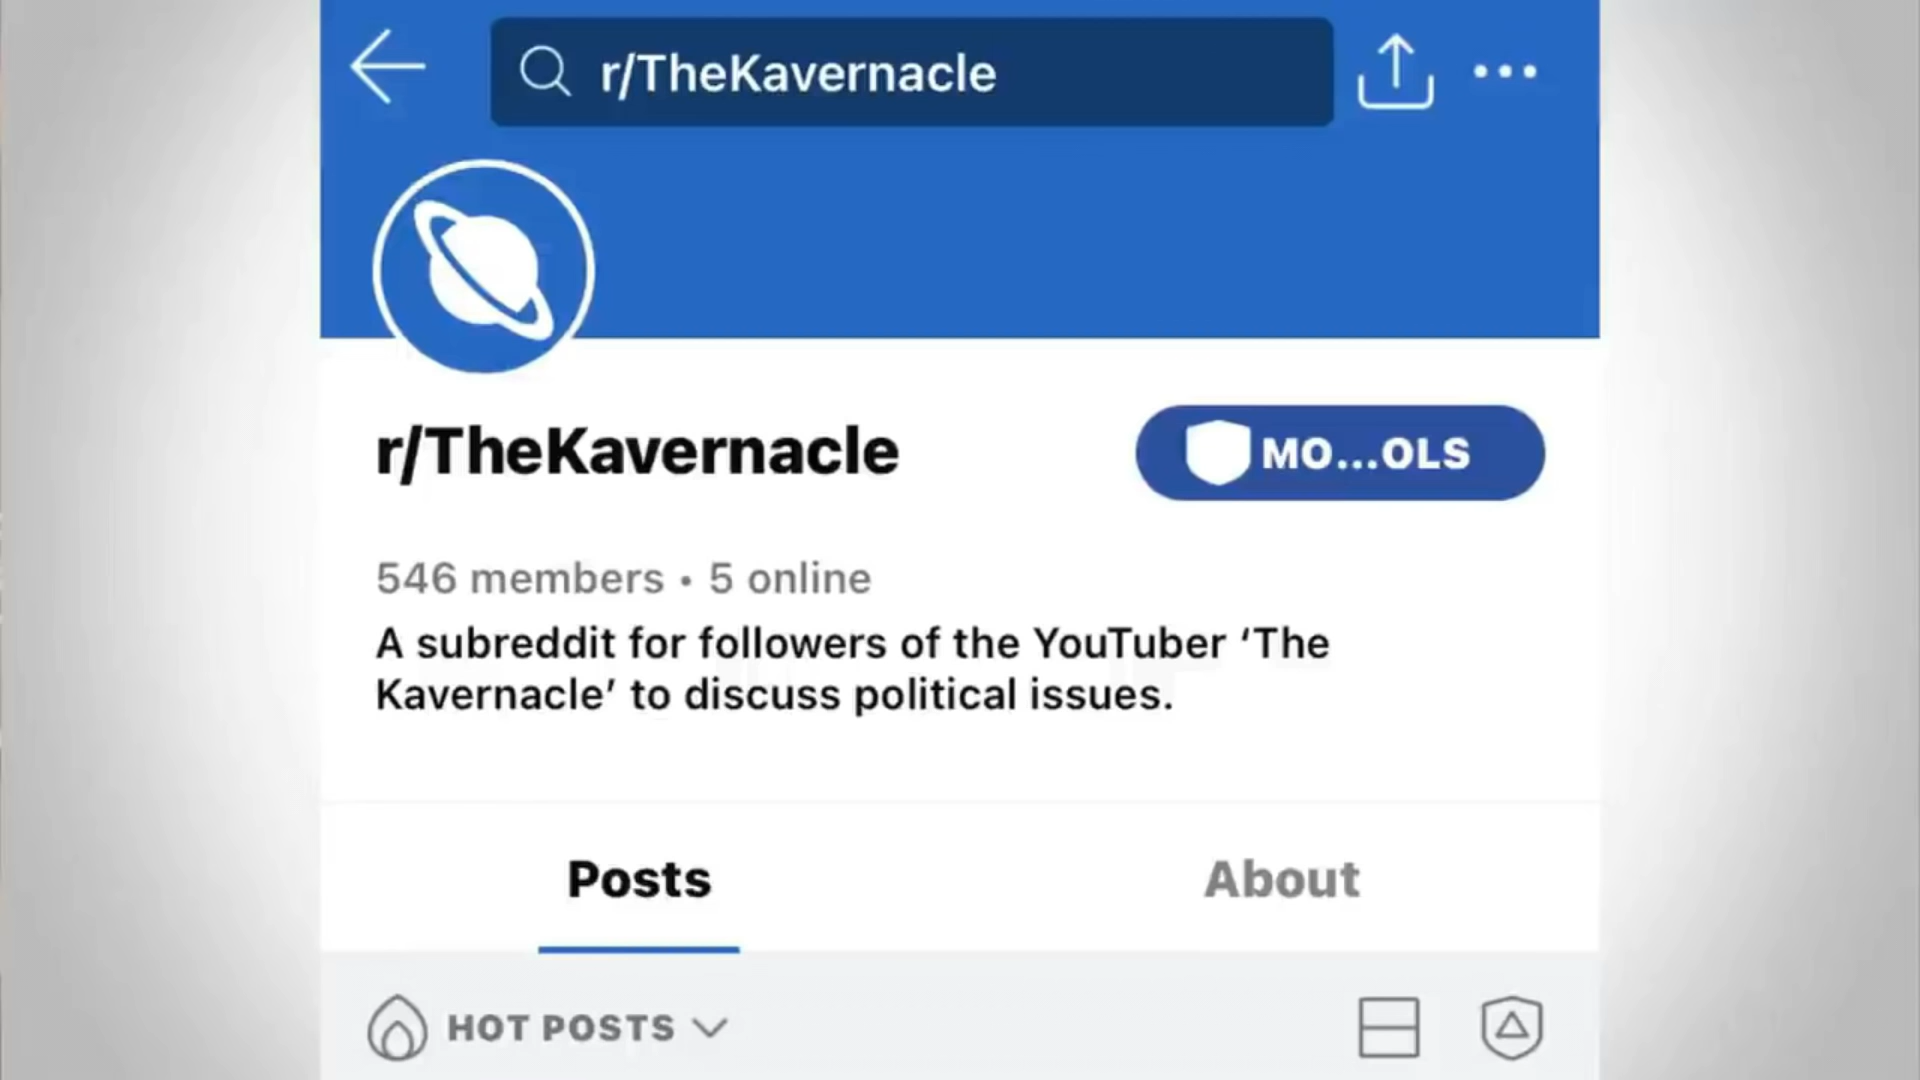 r/TheKavernacle
r/TheKavernacle
MO...OLS
546 members • 5 online
A subreddit for followers of the YouTuber ‘The
Kavernacle’ to discuss political issues.
Posts
About
HOT POSTS